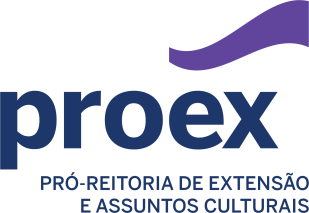 proex
PRÓ-REITORIA DE EXTENSÃO
E ASSUNTOS CULTURAIS